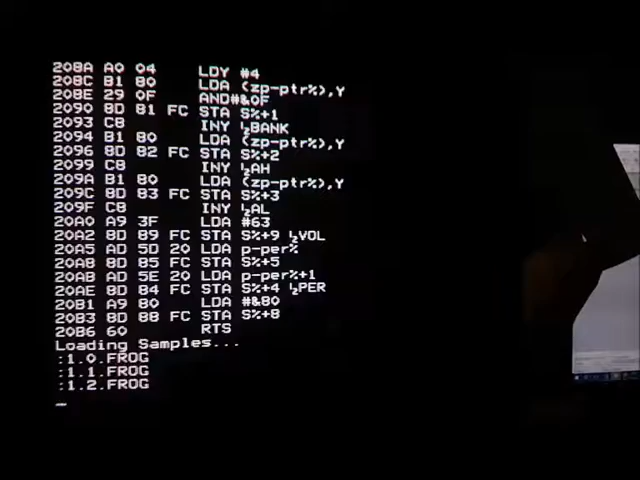 208A A0 04 LDY #4
208C B1 80 LDA (zp-ptr%),Y
208E 29 0F AND#&0F
2090 8D 81 FC STA S%+1
2093 C8 INY ½BANK
2094 B1 80 LDA (zp-ptr%),Y
2096 8D 82 FC STA S%+2
2099 C8 INY ½AH
209A B1 80 LDA (zp-ptr%),Y
209C 8D 83 FC STA S%+3
209F C8 INY ½AL
20A0 A9 3F LDA #63
20A2 8D 89 FC STA S%+9 ½VOL
20A5 AD 5D 20 LDA p-per%
20A8 8D 85 FC STA S%+5
20AB AD 5E 20 LDA p-per%+1
20AE 8D 84 FC STA S%+4 ½PER
20B1 A9 80 LDA #&80
20B3 8D 88 FC STA S%+8
20B6 60 RTS
Loading Samples...
:1.0.FROG
:1.1.FROG
:1.2.FROG